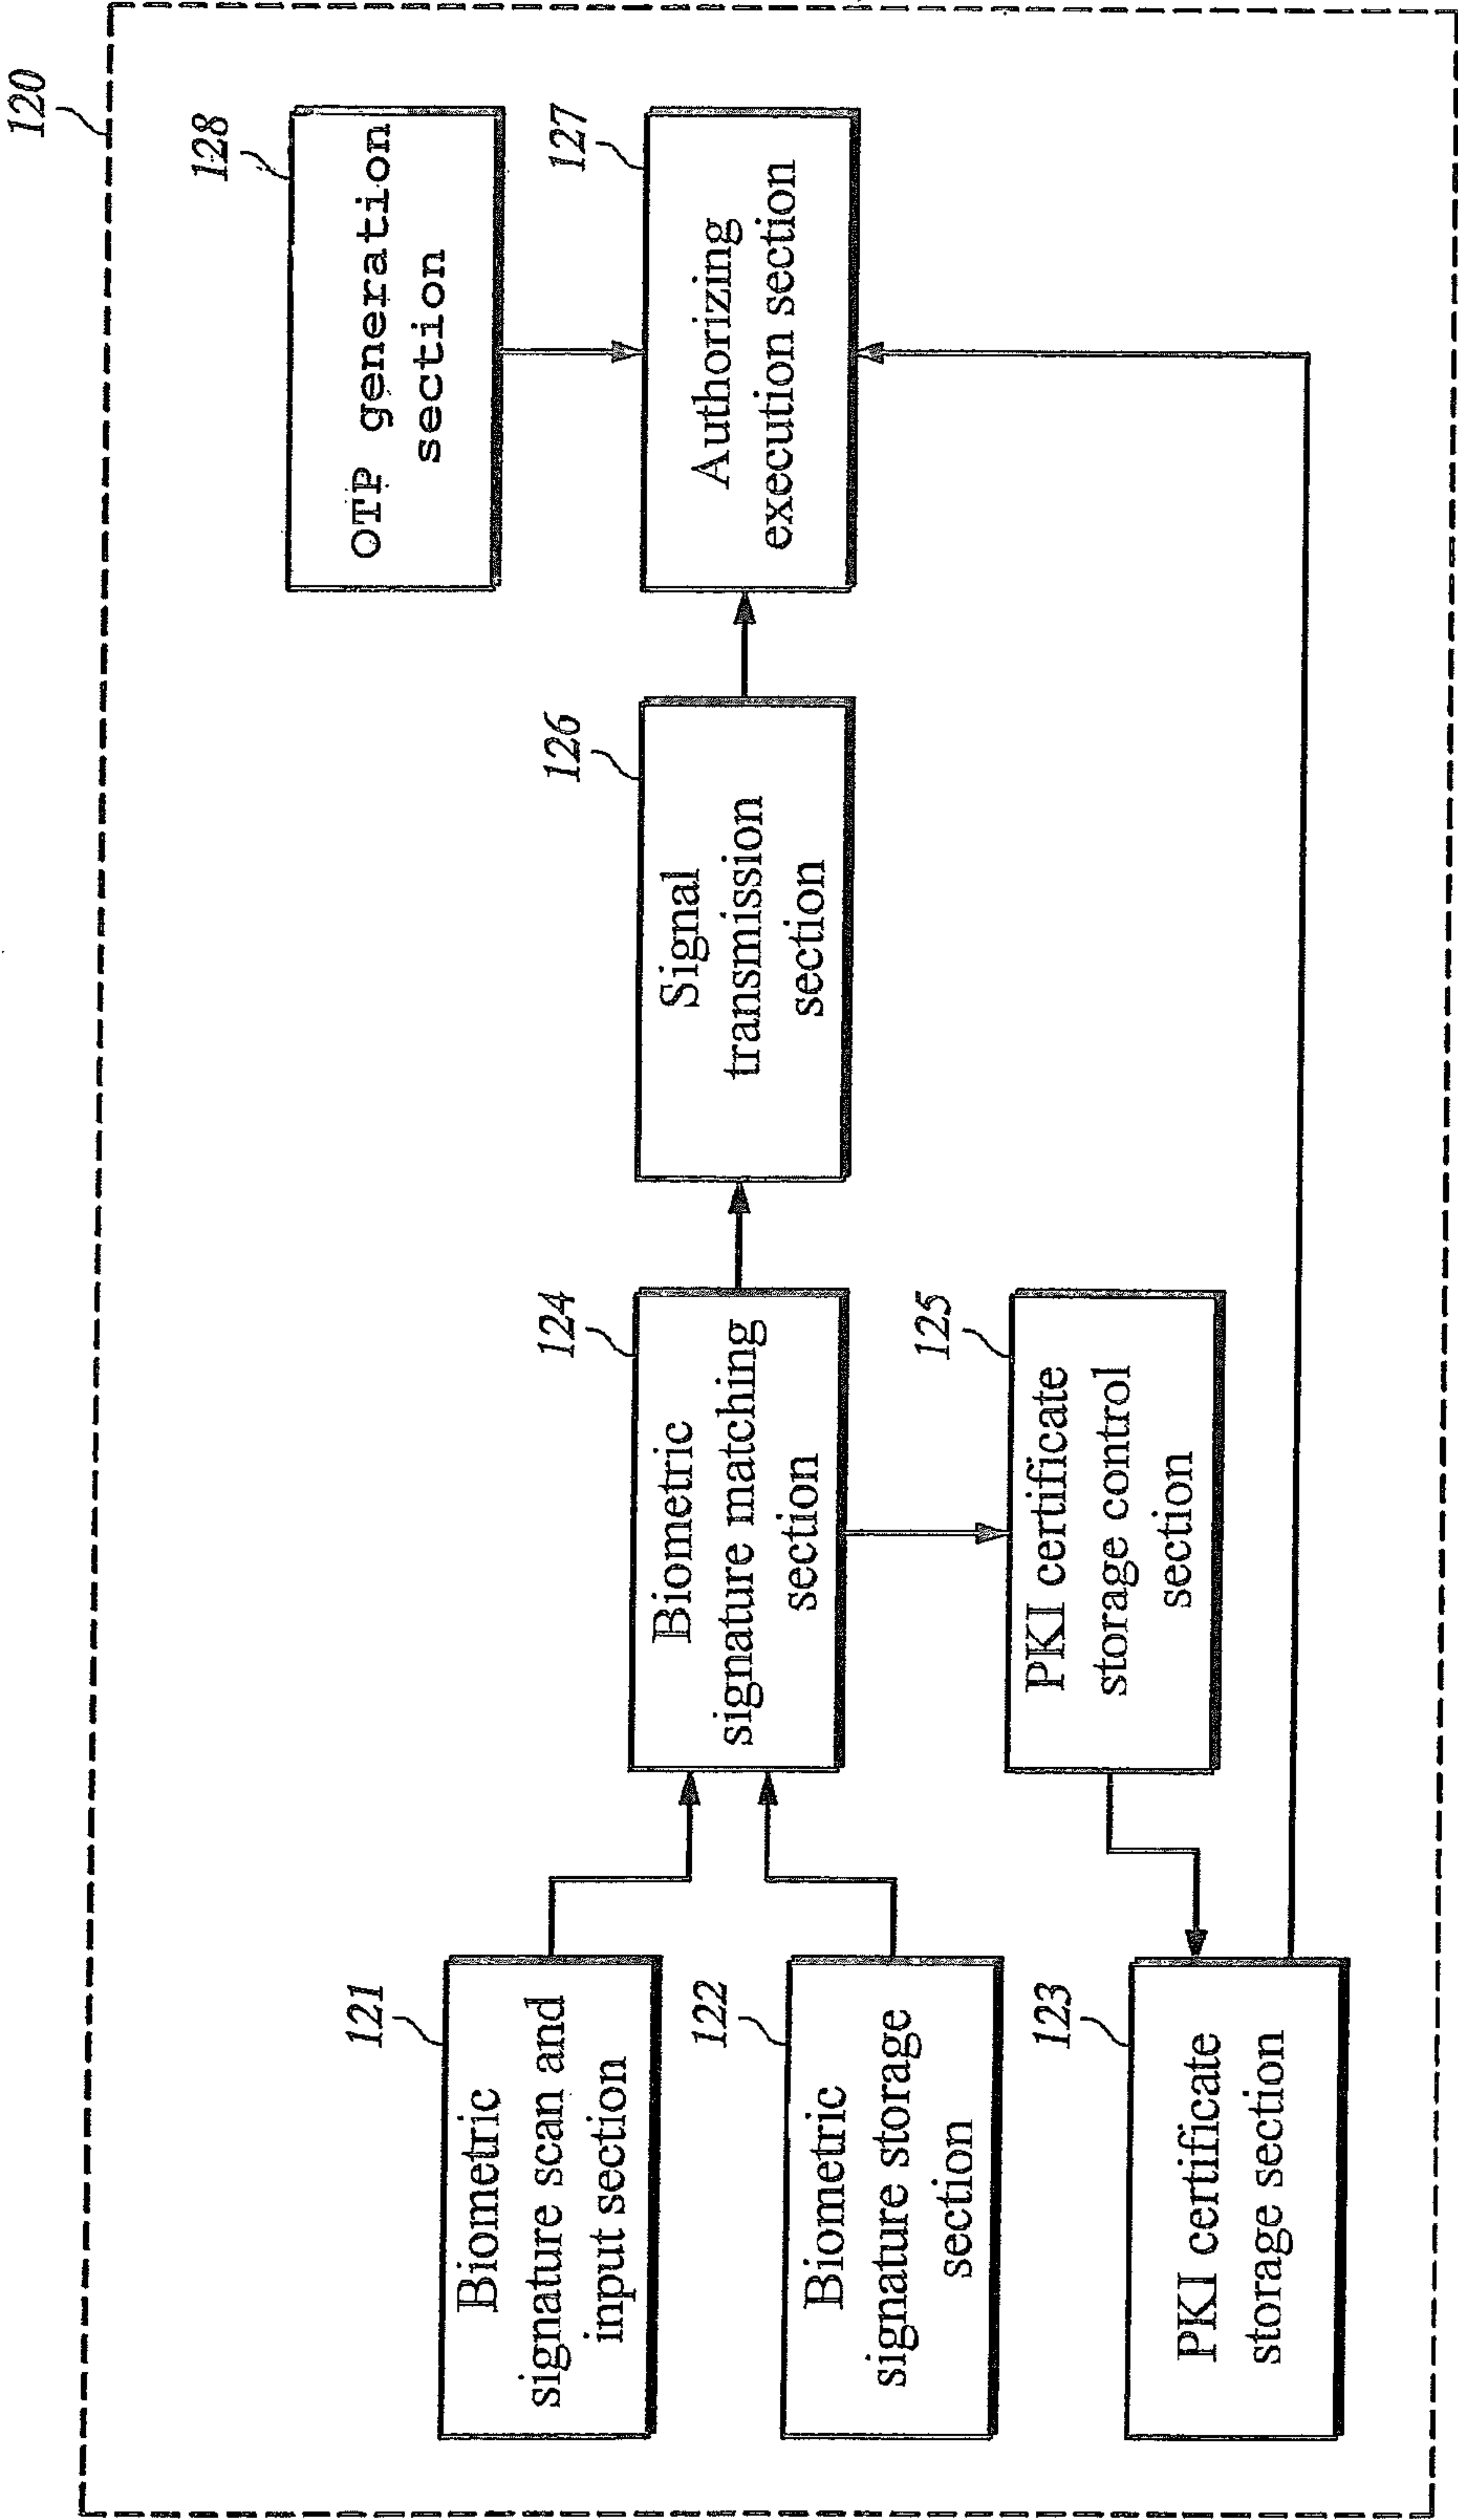 120
128
OTP generation
section
121
Biometric
signature scan and
input section
124
Biometric
signature matching
section
126
Signal
transmission
section
127
Authorizing
execution section
122
Biometric
signature storage
section
125
PKI certificate
storage control
section
123
PKI certificate
storage section